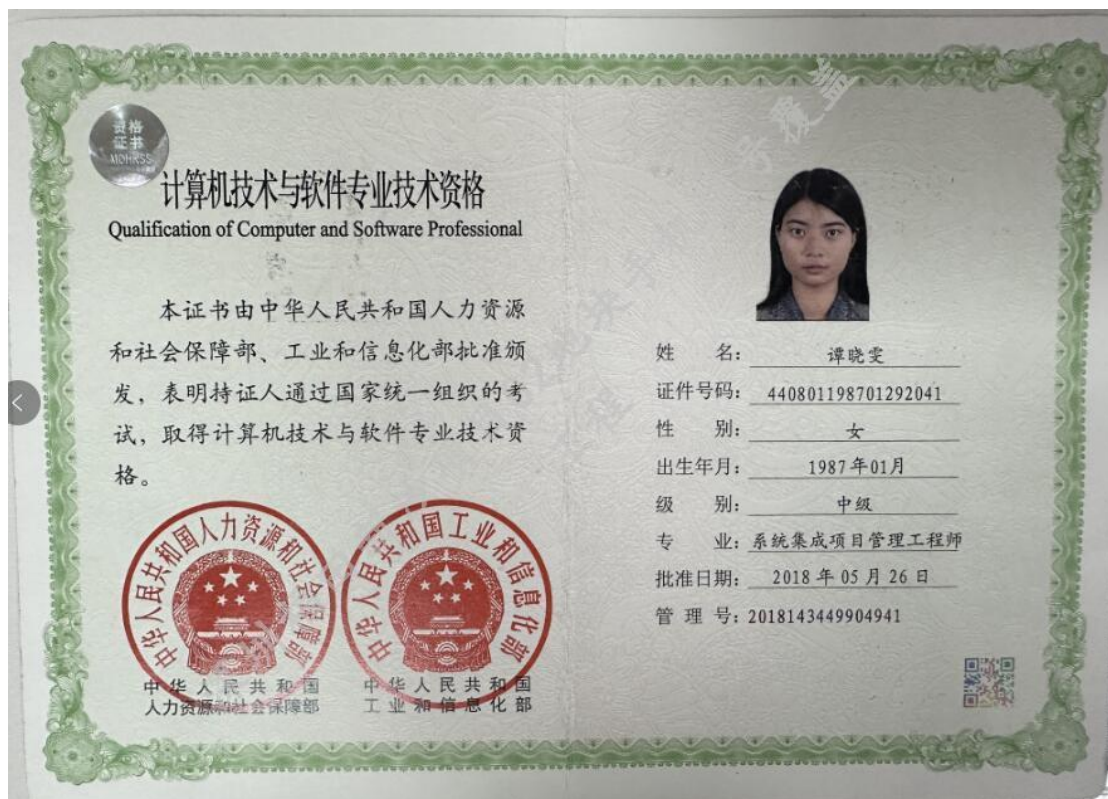 资格
证书
MOHRSS
计算机技术与软件专业技术资格
Qualification of Computer and Software Professional
本证书由中华人民共和国人力资源
和社会保障部、工业和信息化部批准颁
发，表明持证人通过国家统一组织的考
试，取得计算机技术与软件专业技术资
格。
中华人民共和国人力资源和社会保障部
中华人民共和国工业和信息化部
中华人民共和国
人力资源和社会保障部
中华人民共和国
工业和信息化部
姓 名： 谭晓雯
证件号码： 440801198701292041
性 别： 女
出生年月： 1987年01月
级 别： 中级
专 业： 系统集成项目管理工程师
批准日期： 2018年05月26日
管 理 号: 2018143449904941